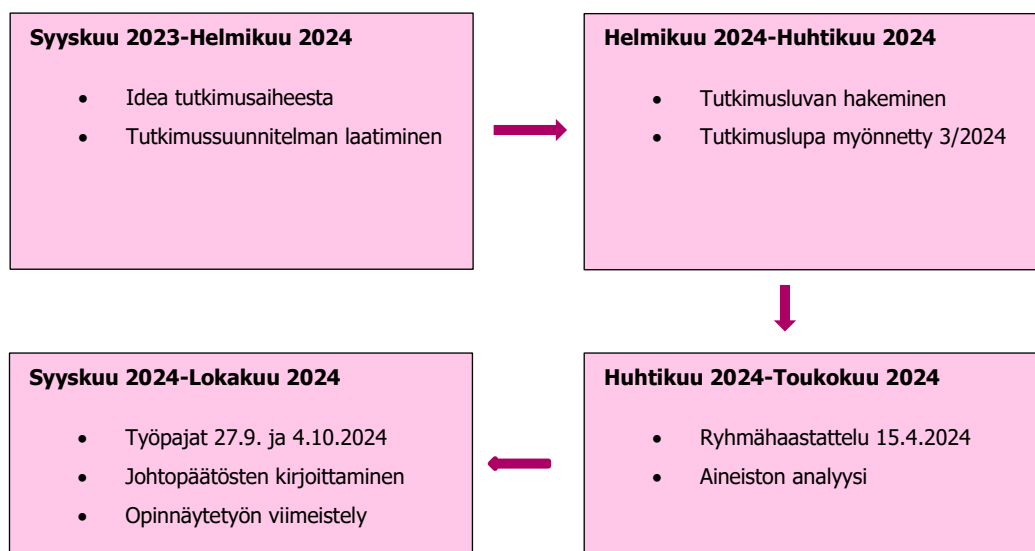 Syyskuu 2023-Helmikuu 2024
• Idea tutkimusaiheesta
• Tutkimussuunnitelman laatiminen
Helmikuu 2024-Huhtikuu 2024
• Tutkimusluvan hakeminen
• Tutkimuslupa myönnetty 3/2024
Huhtikuu 2024-Toukokuu 2024
• Ryhmähaastattelu 15.4.2024
• Aineiston analyysi
Syyskuu 2024-Lokakuu 2024
• Työpajat 27.9. ja 4.10.2024
• Johtopäätösten kirjoittaminen
• Opinnäytetyön viimeistely